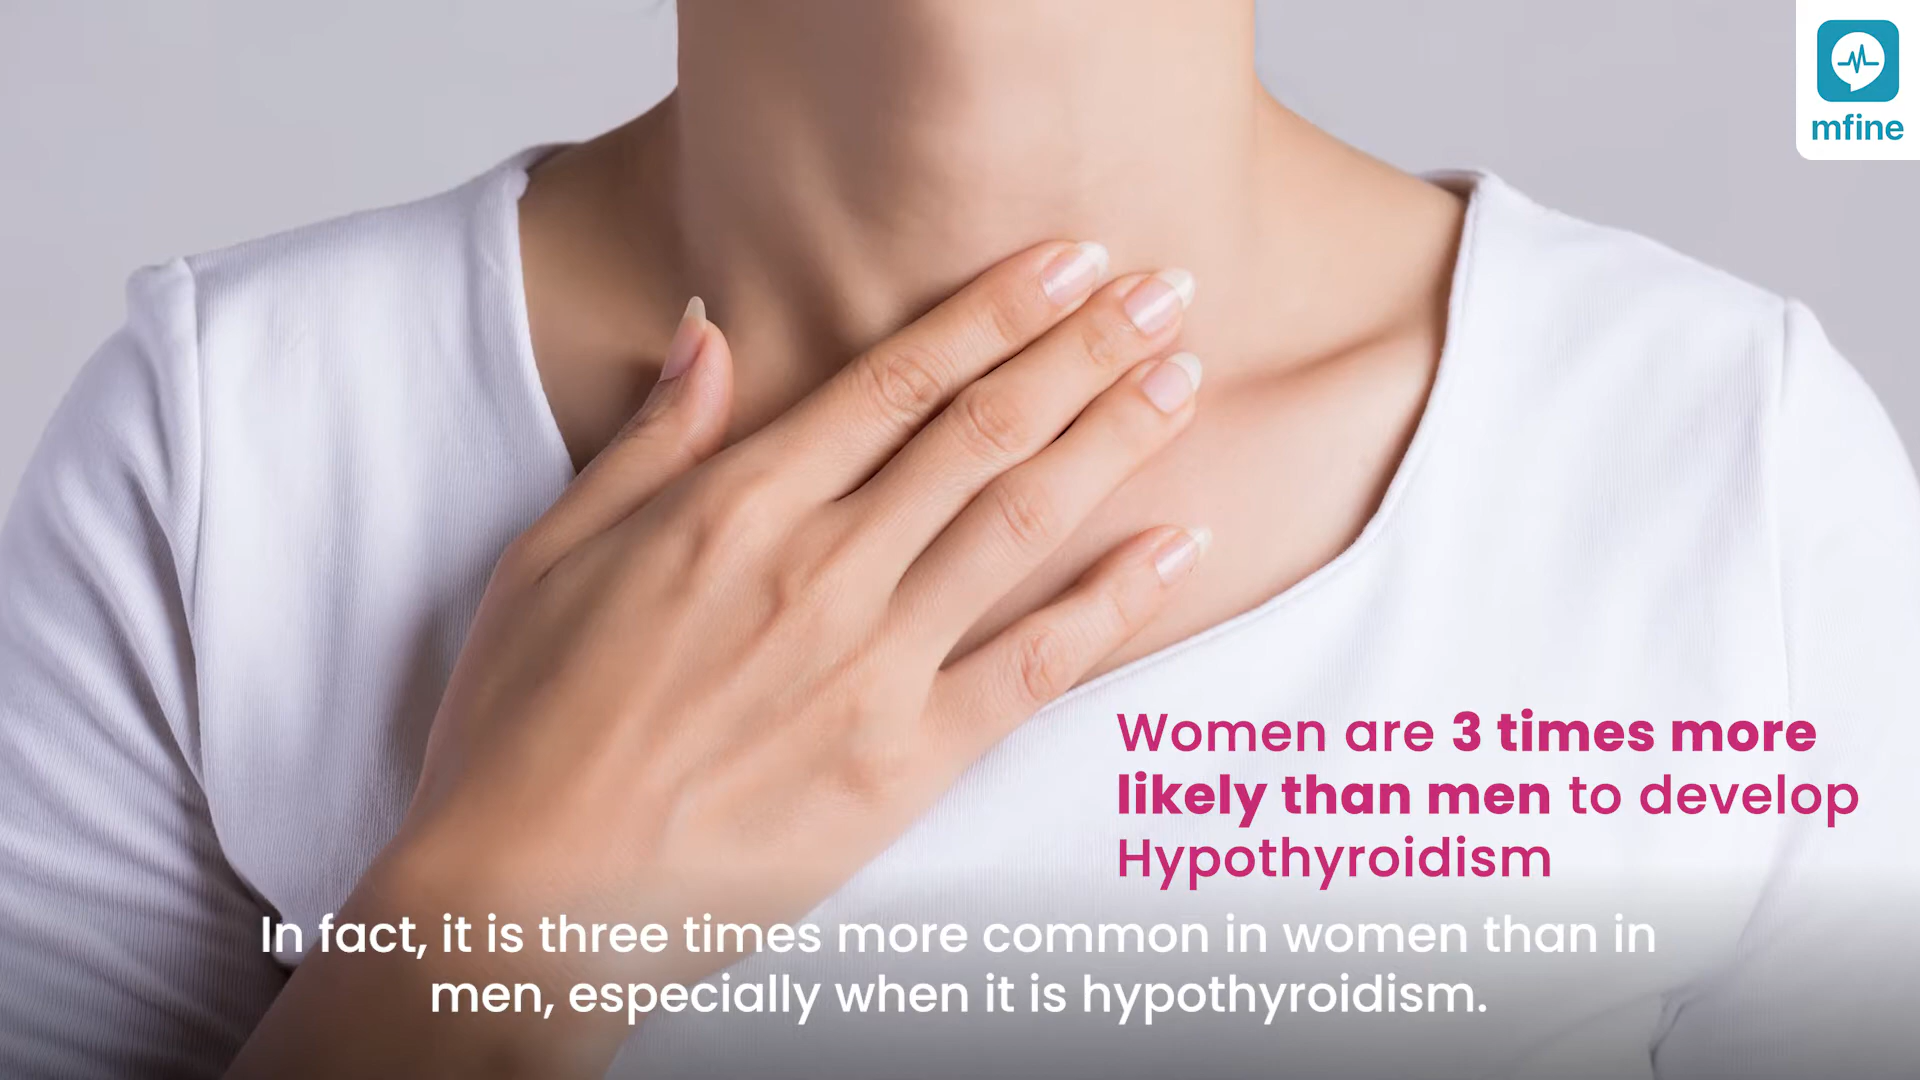 mfine
Women are 3 times more
likely than men to develop
Hypothyroidism
In fact, it is three times more common in women than in
men, especially when it is hypothyroidism.